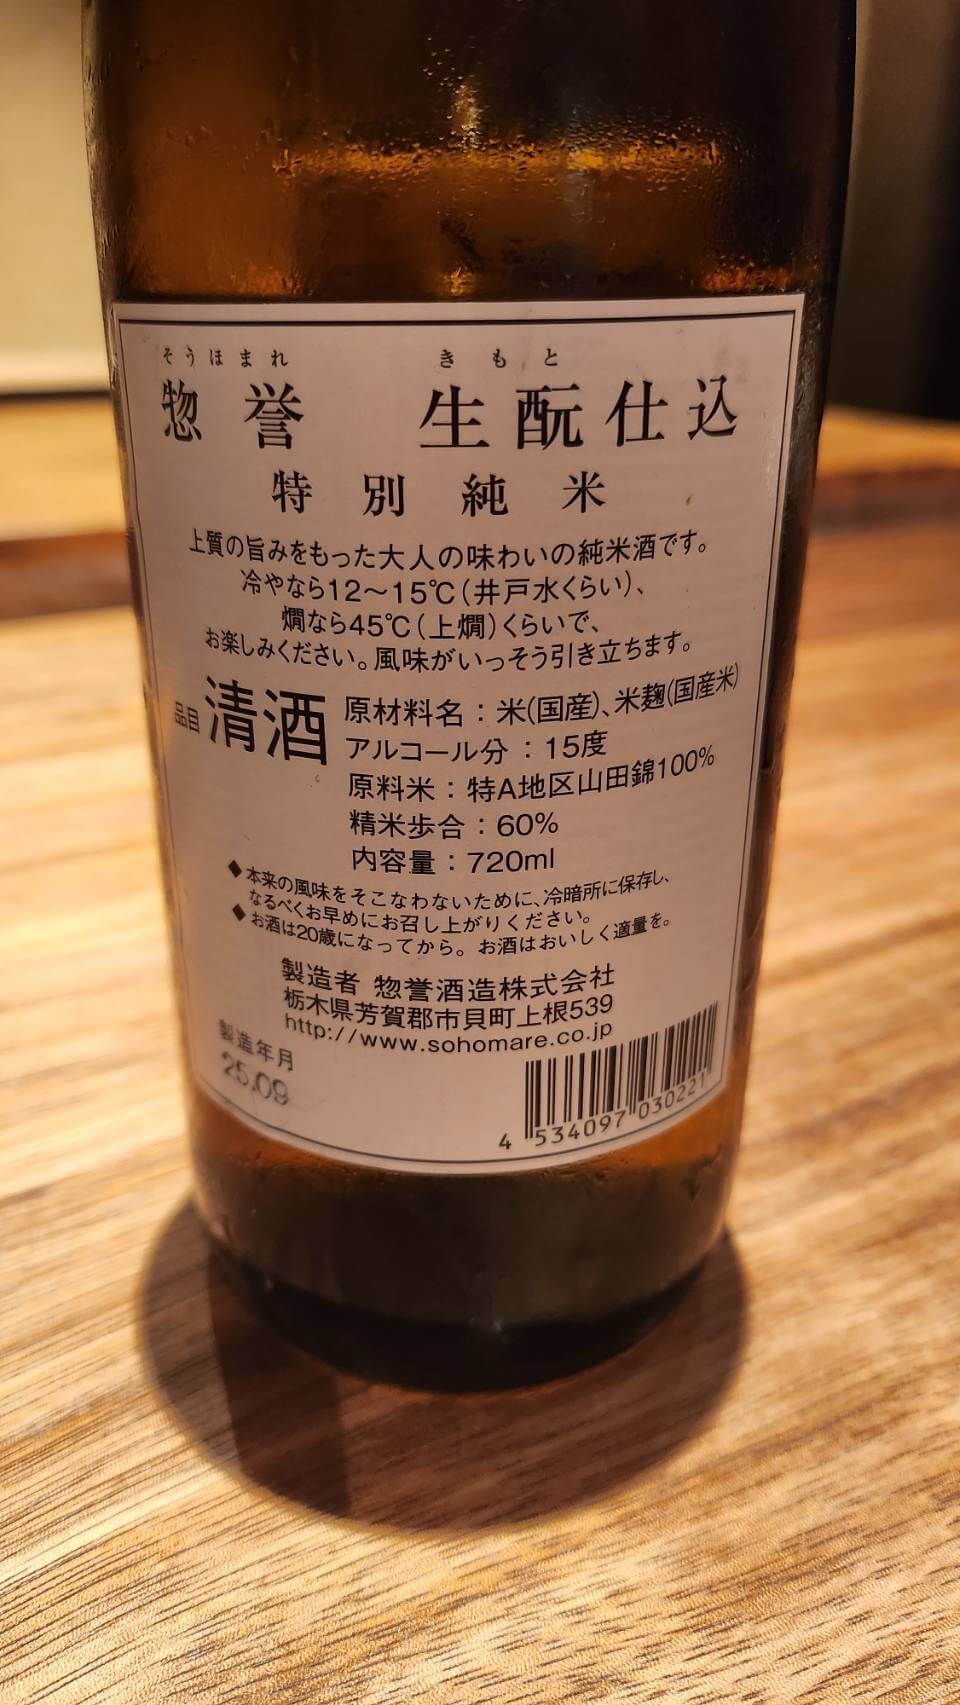 そうほまれ きもと
惣誉 生酛仕込
特別純米
上質の旨みをもった大人の味わいの純米酒です。
冷やなら12～15℃(井戸水くらい)、
燗なら45℃(上燗)くらいで、
お楽しみください。風味がいっそう引き立ちます。
品目 清酒
原材料名：米(国産)、米麹(国産米)
アルコール分：15度
原料米：特A地区山田錦100%
精米歩合：60%
内容量：720ml
◆本来の風味をそこなわないために、冷暗所に保存し、
なるべくお早めにお召し上がりください。
◆お酒は20歳になってから。お酒はおいしく適量を。
製造者 惣誉酒造株式会社
栃木県芳賀郡市貝町上根539
http://www.sohomare.co.jp
製造年月
25.09
4 534097 030221